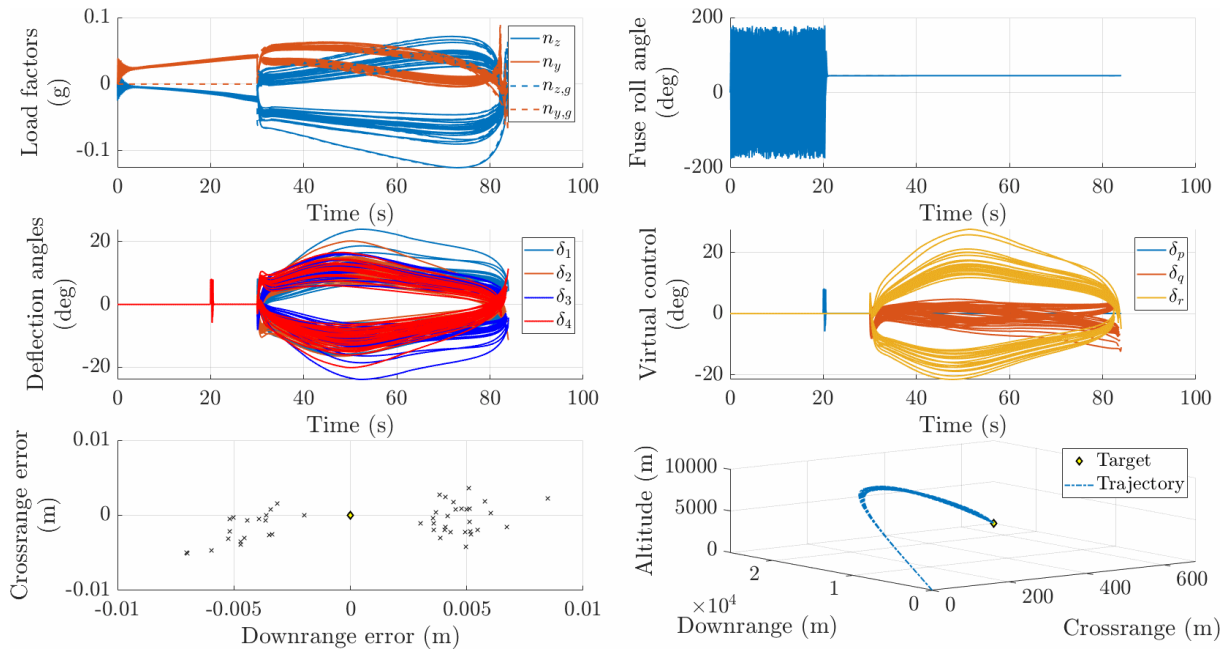 0.1
0
-0.1
Load factors
(g)
0
20
40
60
80
100
Time (s)
n_z
n_y
n_{z,g}
n_{y,g}
200
0
-200
Fuse roll angle
(deg)
0
20
40
60
80
100
Time (s)
20
0
-20
Deflection angles
(deg)
0
20
40
60
80
100
Time (s)
δ_1
δ_2
δ_3
δ_4
20
0
-20
Virtual control
(deg)
0
20
40
60
80
100
Time (s)
δ_p
δ_q
δ_r
0.01
0
-0.01
Crossrange error
(m)
-0.01
-0.005
0
0.005
0.01
Downrange error (m)
10000
5000
0
Altitude (m)
2
1
0
×10^4
Downrange (m)
0
200
400
600
Crossrange (m)
Target
Trajectory